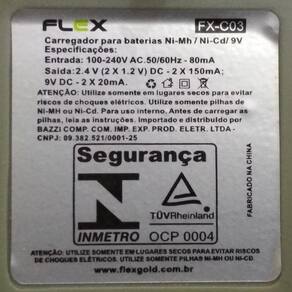 FLEX FX-C03
Carregador para baterias Ni-Mh / Ni-Cd/ 9V
Especificações:
Entrada: 100-240V AC.50/60Hz - 80mA
Saída: 2.4 V (2 X 1.2 V) DC - 2 X 150mA;
9V DC - 2 X 20mA.
ATENÇÃO: Utilize somente em lugares secos para evitar
riscos de choques elétricos. Utilize somente pilhas de
Ni-MH ou Ni-Cd. Para uso interno. Antes de carregar as
pilhas, leia as instruções. Importado e distribuído por
BAZZI COMP. COM. IMP. EXP. PROD. ELETR. LTDA -
CNPJ: 09.382.521/0001-25
Segurança
TÜVRheinland
INMETRO OCP 0004
FABRICADO NA CHINA
ATENÇÃO: UTILIZE SOMENTE EM LUGARES SECOS PARA EVITAR RISCOS
DE CHOQUES ELÉTRICOS. UTILIZE SOMENTE PILHAS NI-MH OU NI-CD.
www.flexgold.com.br